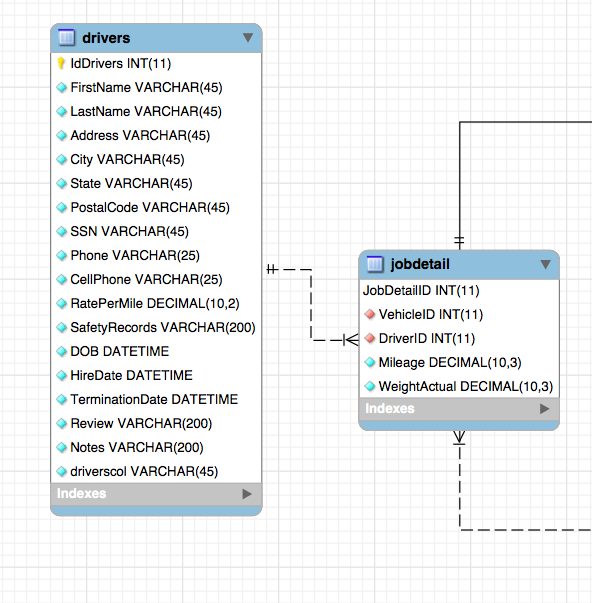 drivers
IdDrivers INT(11)
FirstName VARCHAR(45)
LastName VARCHAR(45)
Address VARCHAR(45)
City VARCHAR(45)
State VARCHAR(45)
PostalCode VARCHAR(45)
SSN VARCHAR(45)
Phone VARCHAR(25)
CellPhone VARCHAR(25)
RatePerMile DECIMAL(10,2)
SafetyRecords VARCHAR(200)
DOB DATETIME
HireDate DATETIME
TerminationDate DATETIME
Review VARCHAR(200)
Notes VARCHAR(200)
driverscol VARCHAR(45)
Indexes
jobdetail
JobDetailID INT(11)
VehicleID INT(11)
DriverID INT(11)
Mileage DECIMAL(10,3)
WeightActual DECIMAL(10,3)
Indexes